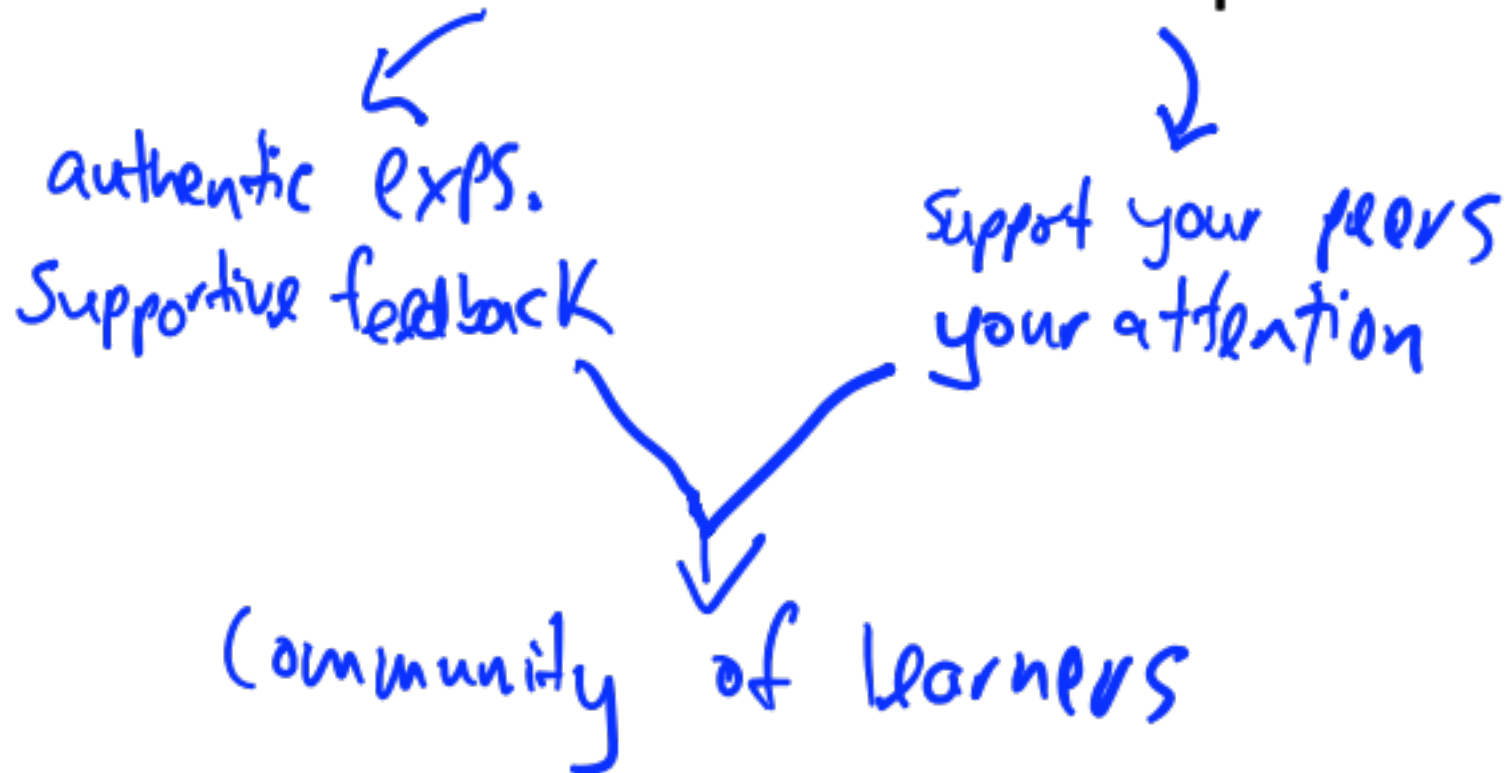 authentic exps.
Supportive feedback
support your peers
your attention
Community of learners